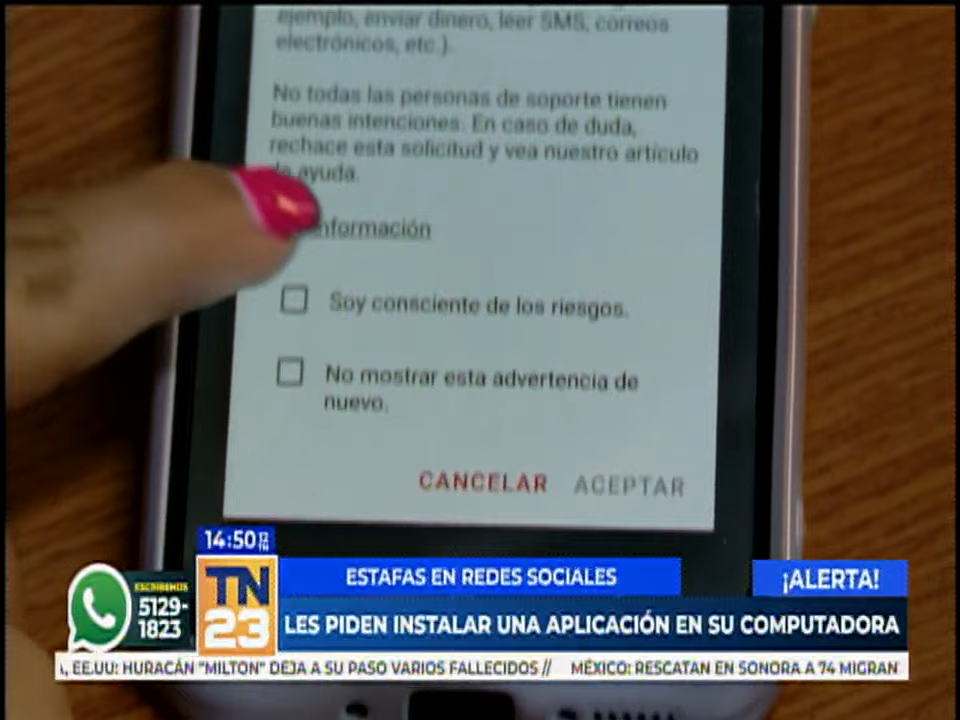 ejemplo, enviar dinero, leer SMS, correos
electrónicos, etc.).
No todas las personas de soporte tienen
buenas intenciones. En caso de duda,
rechace esta solicitud y vea nuestro artículo
ayuda.
información
Soy consciente de los riesgos.
No mostrar esta advertencia de
nuevo.
CANCELAR ACEPTAR
14:50
ESCRÍBENOS
5129-
1823
TN
23
ESTAFAS EN REDES SOCIALES
¡ALERTA!
LES PIDEN INSTALAR UNA APLICACIÓN EN SU COMPUTADORA
, EE.UU: HURACÁN "MILTON" DEJA A SU PASO VARIOS FALLECIDOS // MÉXICO: RESCATAN EN SONORA A 74 MIGRAN